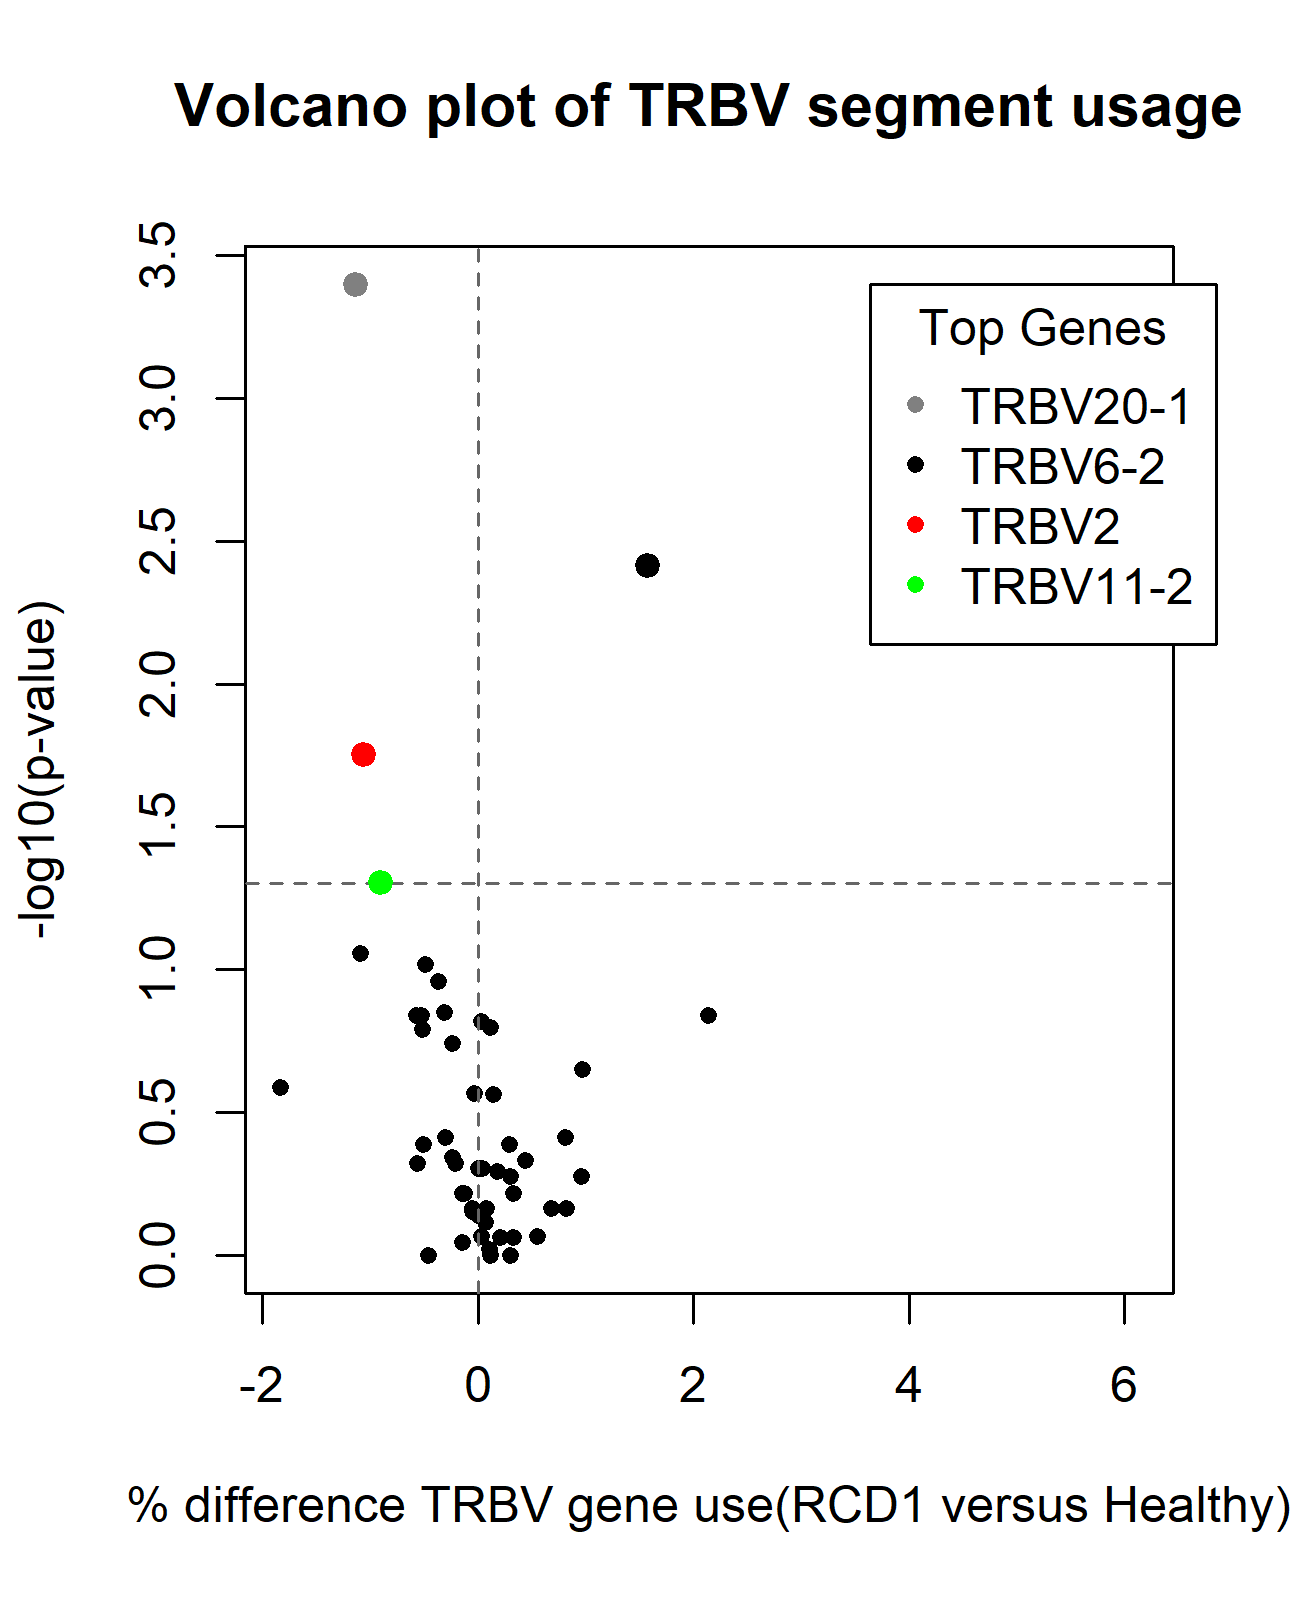 Volcano plot of TRBV segment usage
3.5
3.0
2.5
2.0
1.5
1.0
0.5
0.0
-log10(p-value)
Top Genes
TRBV20-1
TRBV6-2
TRBV2
TRBV11-2
-2 0 2 4 6
% difference TRBV gene use(RCD1 versus Healthy)